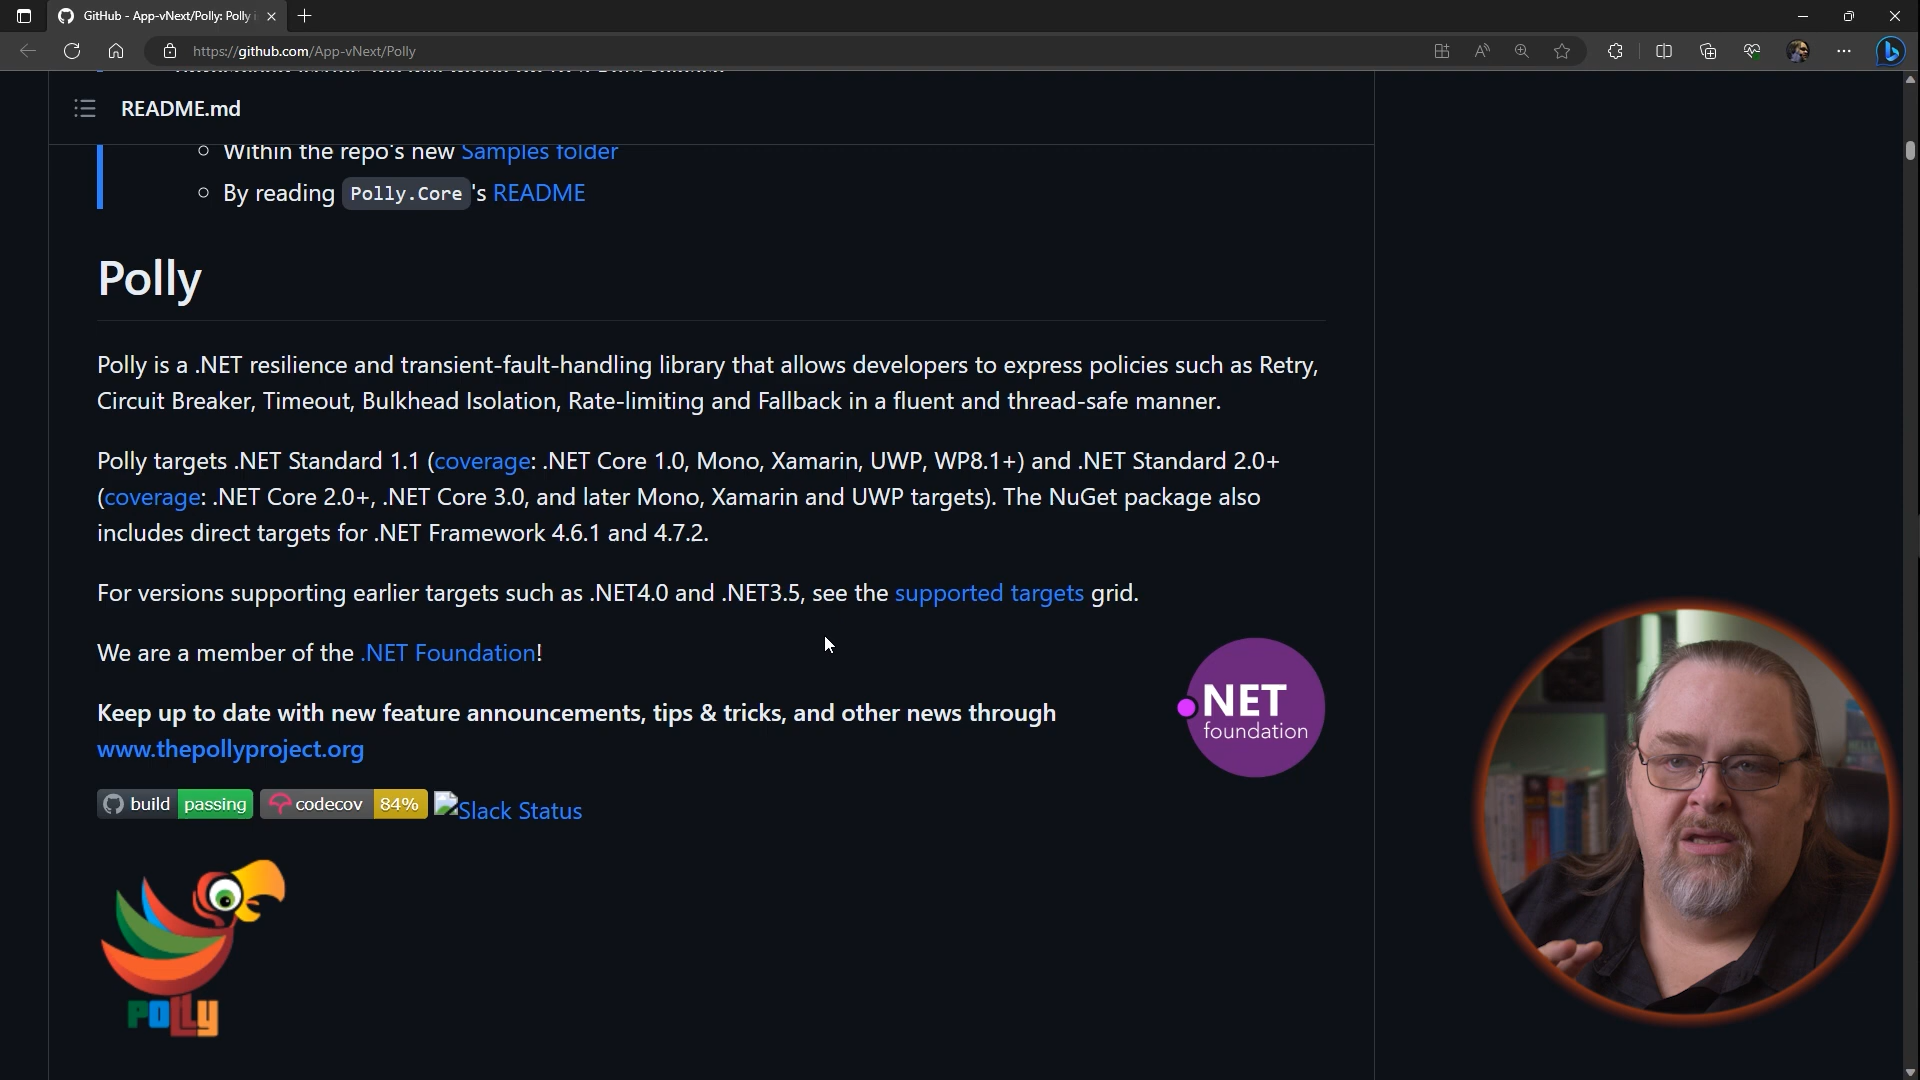 GitHub - App-vNext/Polly: Polly i
https://github.com/App-vNext/Polly
README.md
Within the repo's new Samples folder
By reading Polly.Core 's README
Polly
Polly is a .NET resilience and transient-fault-handling library that allows developers to express policies such as Retry,
Circuit Breaker, Timeout, Bulkhead Isolation, Rate-limiting and Fallback in a fluent and thread-safe manner.
Polly targets .NET Standard 1.1 (coverage: .NET Core 1.0, Mono, Xamarin, UWP, WP8.1+) and .NET Standard 2.0+
(coverage: .NET Core 2.0+, .NET Core 3.0, and later Mono, Xamarin and UWP targets). The NuGet package also
includes direct targets for .NET Framework 4.6.1 and 4.7.2.
For versions supporting earlier targets such as .NET4.0 and .NET3.5, see the supported targets grid.
We are a member of the .NET Foundation!
Keep up to date with new feature announcements, tips & tricks, and other news through
www.thepollyproject.org
.NET
foundation
build passing codecov 84% Slack Status
POLLY